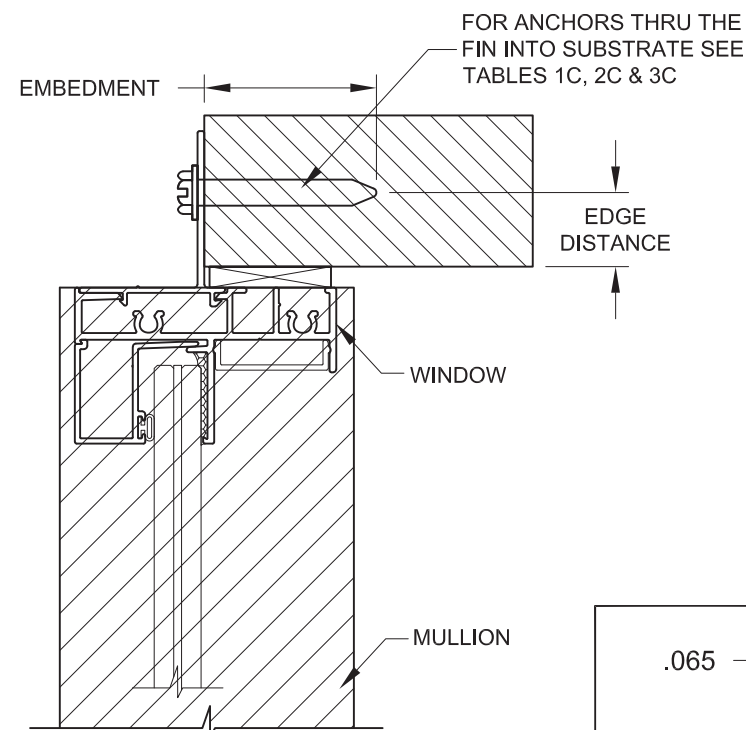 FOR ANCHORS THRU THE
FIN INTO SUBSTRATE SEE
TABLES 1C, 2C & 3C
EMBEDMENT
EDGE
DISTANCE
WINDOW
MULLION
.065